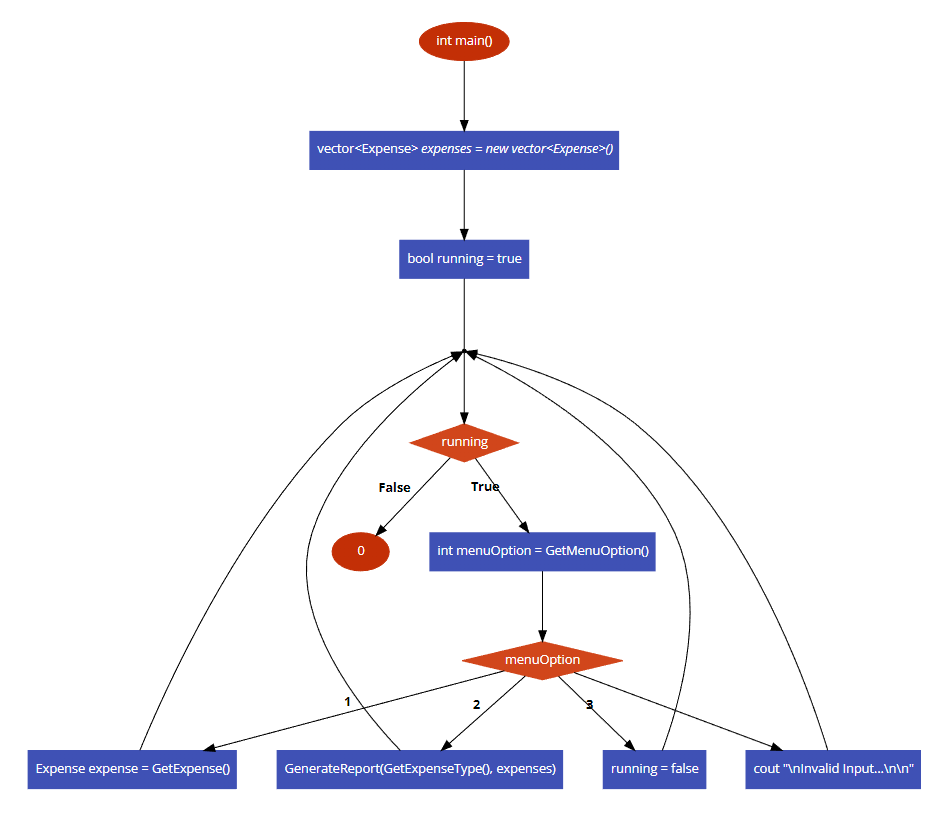 int main()
vector<Expense> expenses = new vector<Expense>()
bool running = true
running
False
True
0
int menuOption = GetMenuOption()
menuOption
1
2
3
Expense expense = GetExpense()
GenerateReport(GetExpenseType(), expenses)
running = false
cout "\nInvalid Input...\n\n"